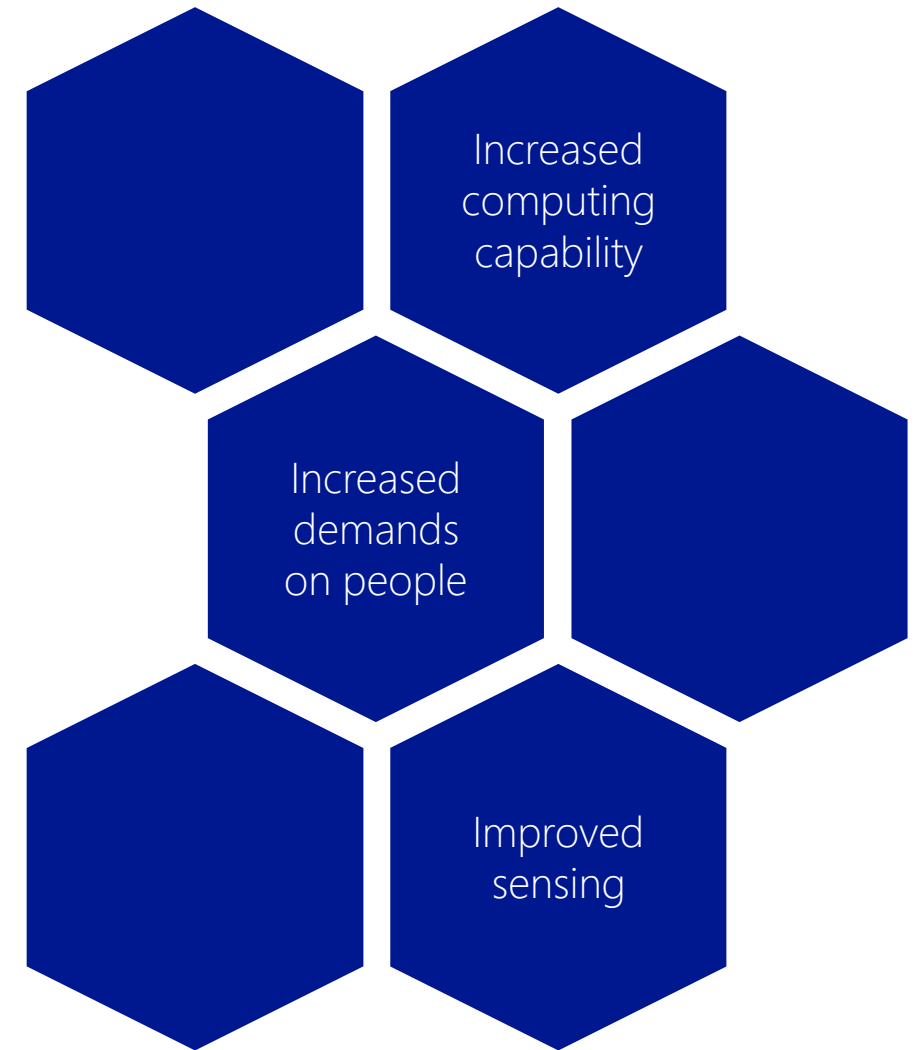 Increased
computing
capability
Increased
demands
on people
Improved
sensing